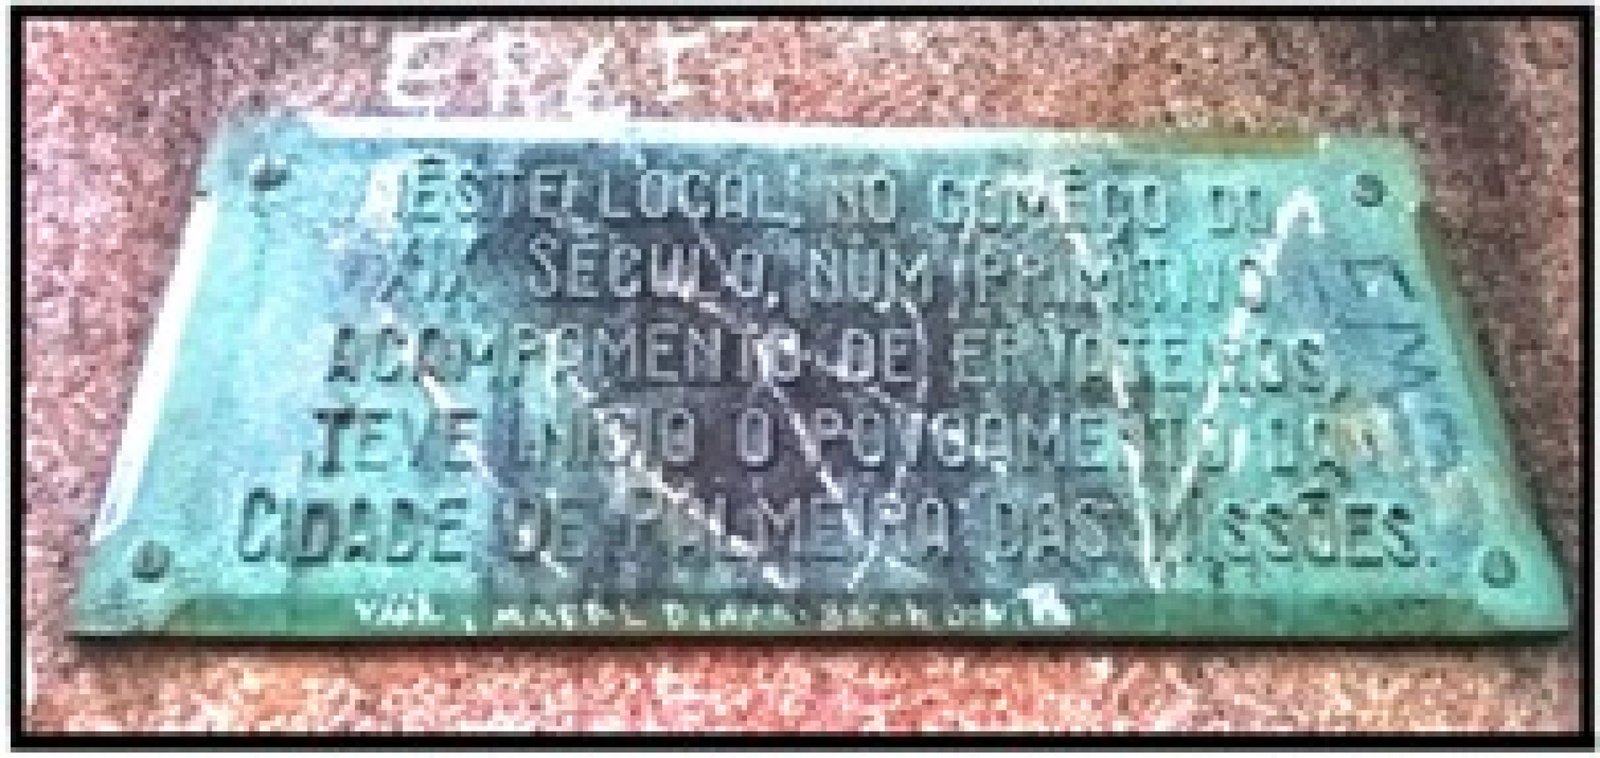 NESTE LOCAL, NO COMEÇO DO
XIX SÉCULO, NUM PRIMITIVO
ACAMPAMENTO DE ERVATEIROS,
TEVE INÍCIO O POVOAMENTO DA
CIDADE DE PALMEIRA DAS MISSÕES.